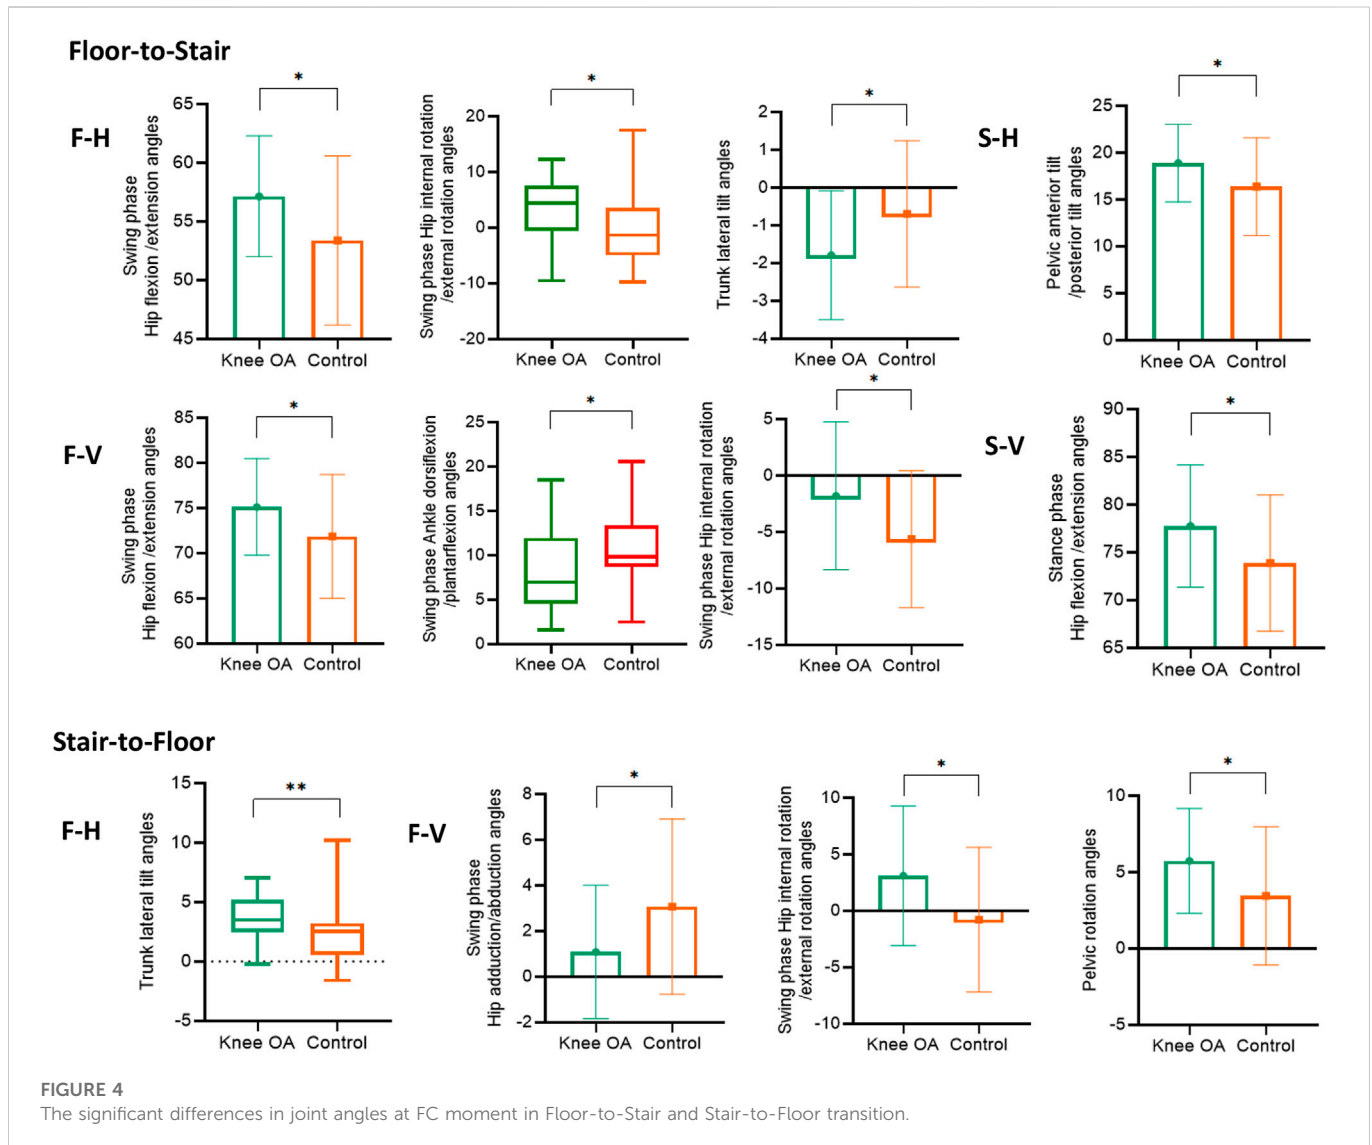 Floor-to-Stair
F-H
*
Swing phase
Hip flexion /extension angles
65
60
55
50
45
Knee OA Control
*
Swing phase Hip internal rotation
/external rotation angles
20
10
0
-10
-20
Knee OA Control
*
Trunk lateral tilt angles
2
1
0
-1
-2
-3
-4
Knee OA Control
S-H
*
Pelvic anterior tilt
/posterior tilt angles
25
20
15
10
5
0
Knee OA Control
F-V
*
Swing phase
Hip flexion /extension angles
85
80
75
70
65
60
Knee OA Control
*
Swing phase Ankle dorsiflexion
/plantarflexion angles
25
20
15
10
5
0
Knee OA Control
*
Swing phase Hip internal rotation
/external rotation angles
5
0
-5
-10
-15
Knee OA Control
S-V
*
Stance phase
Hip flexion /extension angles
90
85
80
75
70
65
Knee OA Control
Stair-to-Floor
F-H
**
Trunk lateral tilt angles
15
10
5
0
-5
Knee OA Control
F-V
*
Swing phase
Hip adduction/abduction angles
8
6
4
2
0
-2
Knee OA Control
*
Swing phase Hip internal rotation
/external rotation angles
10
5
0
-5
-10
Knee OA Control
*
Pelvic rotation angles
10
5
0
-5
Knee OA Control
FIGURE 4
The significant differences in joint angles at FC moment in Floor-to-Stair and Stair-to-Floor transition.